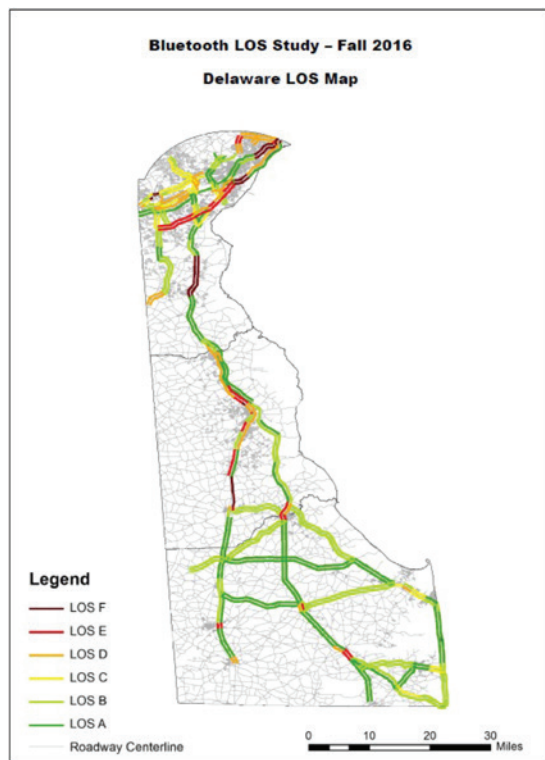 Bluetooth LOS Study – Fall 2016
Delaware LOS Map
Legend
LOS F
LOS E
LOS D
LOS C
LOS B
LOS A
Roadway Centerline
0 10 20 30
Miles